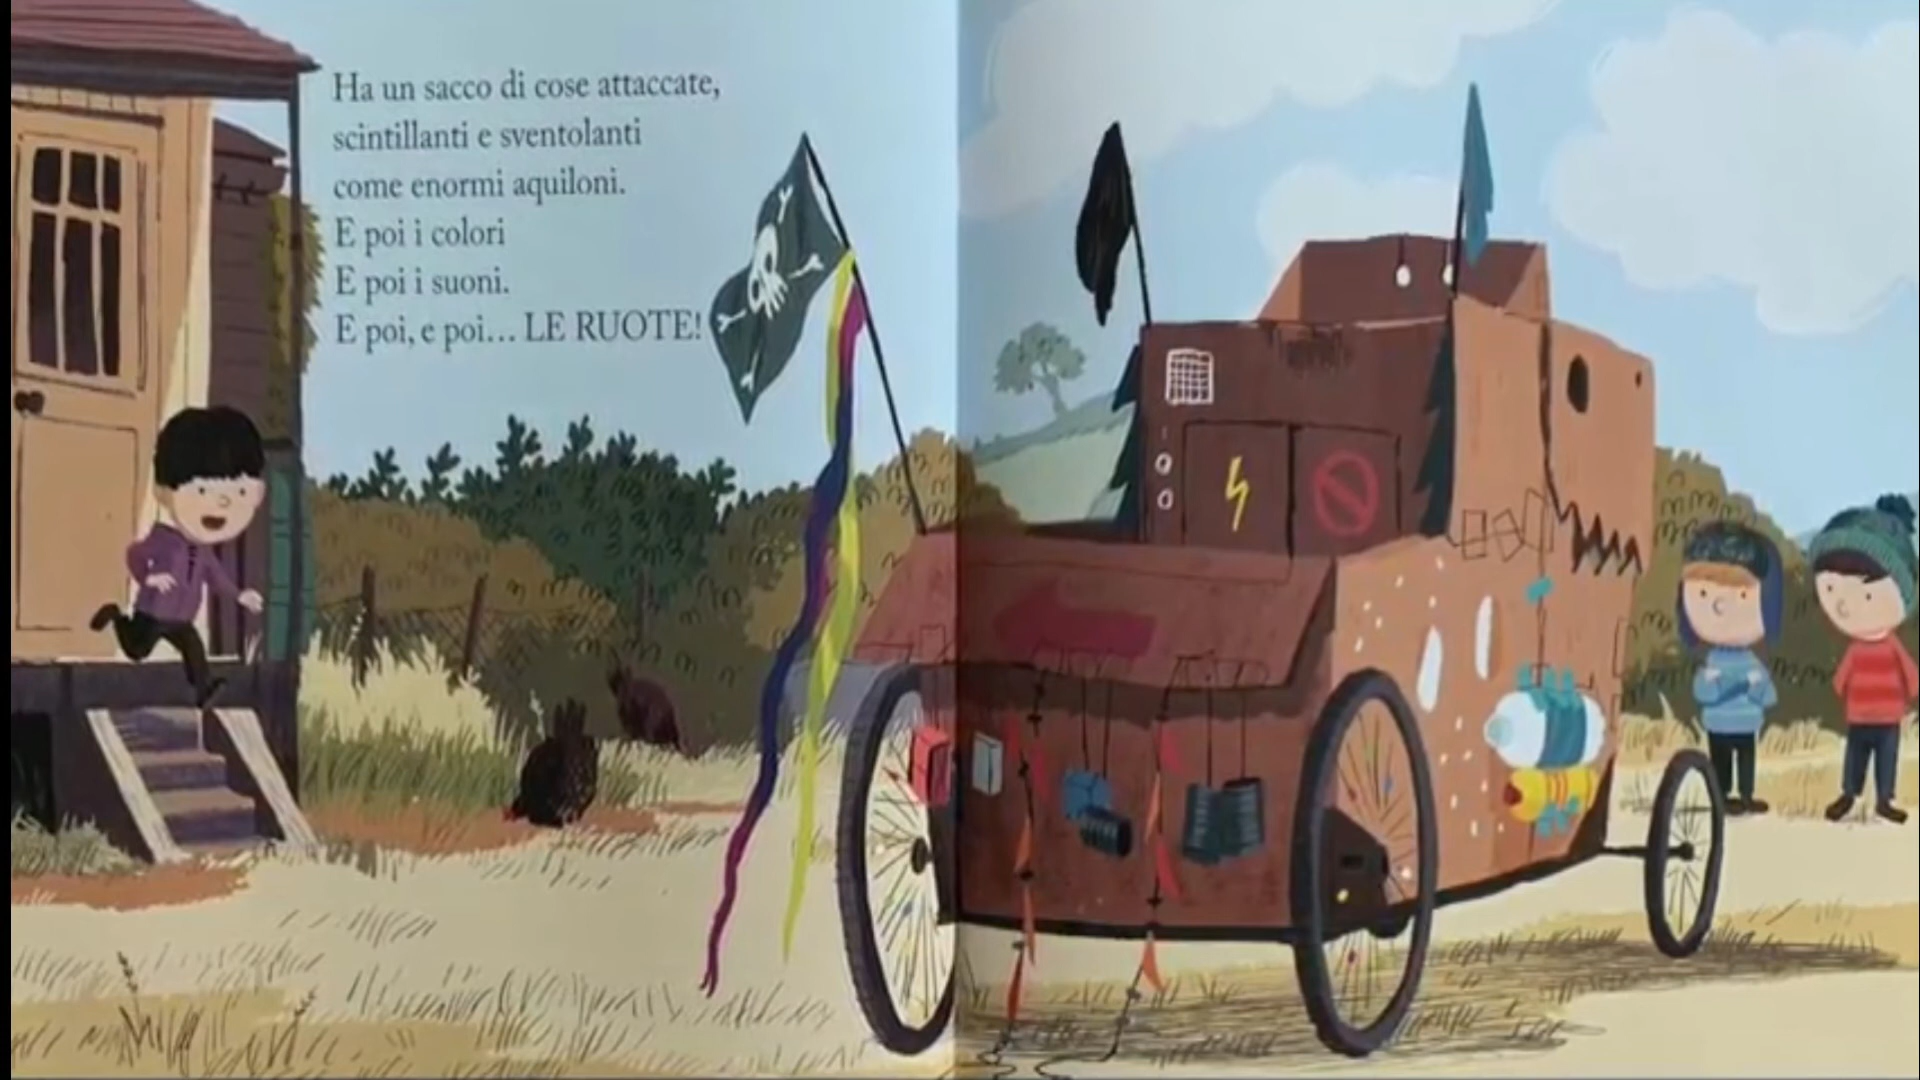 Ha un sacco di cose attaccate,
scintillanti e sventolanti
come enormi aquiloni.
E poi i colori
E poi i suoni.
E poi, e poi… LE RUOTE!